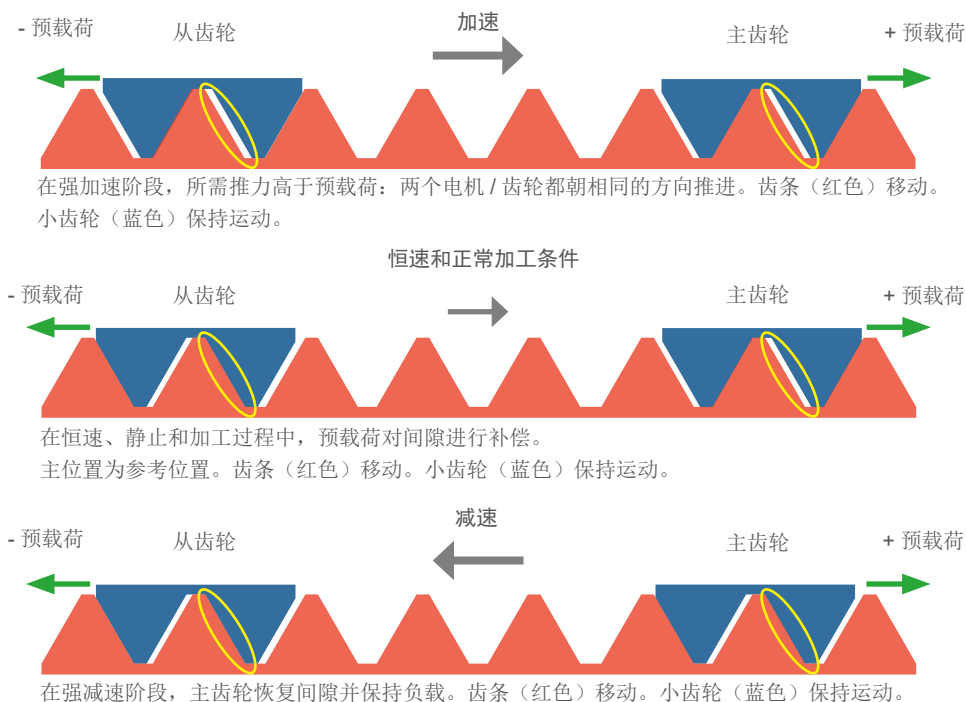 加速
- 预载荷 从齿轮 主齿轮 + 预载荷
在强加速阶段，所需推力高于预载荷：两个电机 / 齿轮都朝相同的方向推进。齿条（红色）移动。
小齿轮（蓝色）保持运动。
恒速和正常加工条件
- 预载荷 从齿轮 主齿轮 + 预载荷
在恒速、静止和加工过程中，预载荷对间隙进行补偿。
主位置为参考位置。齿条（红色）移动。小齿轮（蓝色）保持运动。
减速
- 预载荷 从齿轮 主齿轮 + 预载荷
在强减速阶段，主齿轮恢复间隙并保持负载。齿条（红色）移动。小齿轮（蓝色）保持运动。